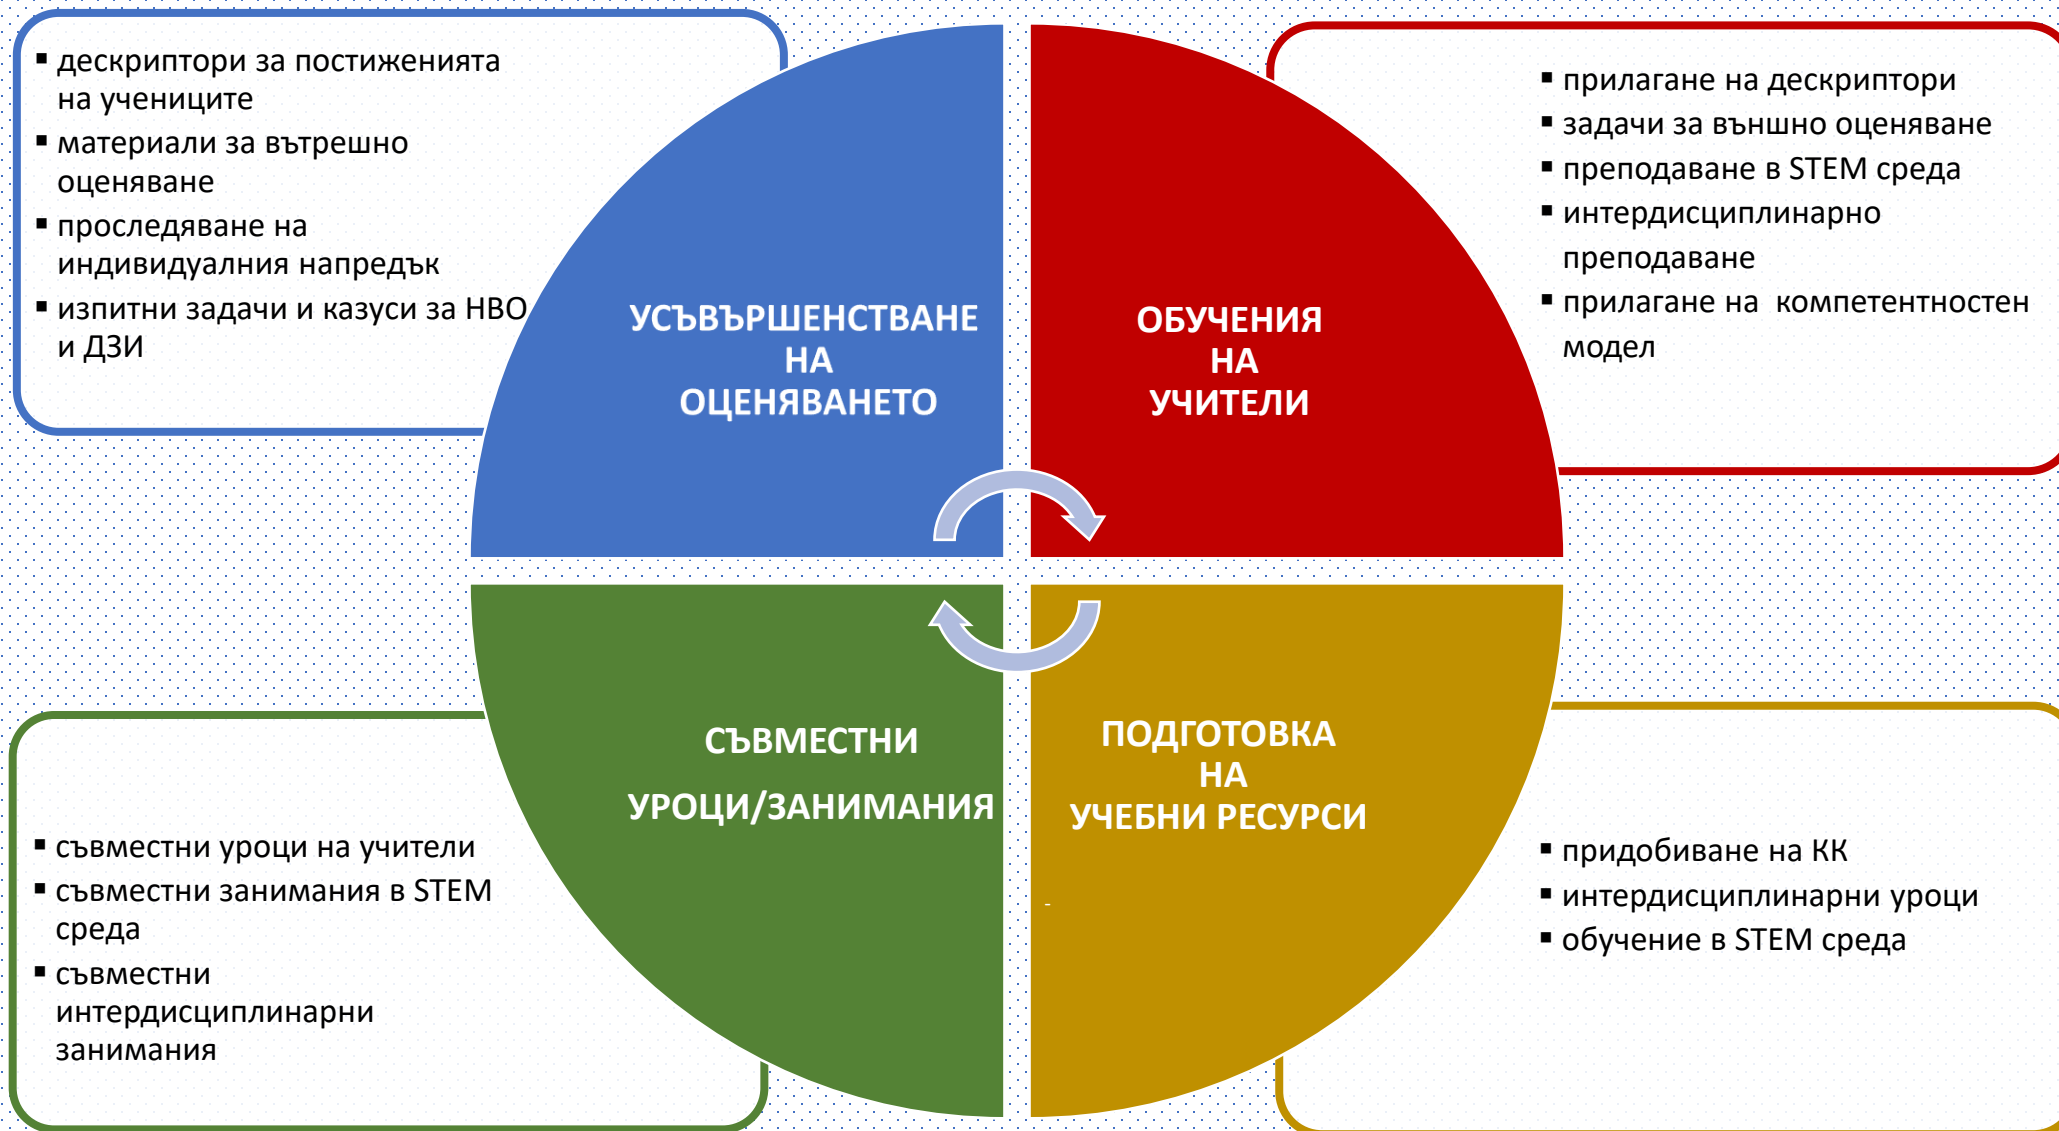 ▪ дескриптори за постиженията
на учениците
▪ материали за вътрешно
оценяване
▪ проследяване на
индивидуалния напредък
▪ изпитни задачи и казуси за НВО
и ДЗИ
УСЪВЪРШЕНСТВАНЕ
НА
ОЦЕНЯВАНЕТО
ОБУЧЕНИЯ
НА
УЧИТЕЛИ
▪ прилагане на дескриптори
▪ задачи за външно оценяване
▪ преподаване в STEM среда
▪ интердисциплинарно
преподаване
▪ прилагане на  компетентностен
модел
СЪВМЕСТНИ
УРОЦИ/ЗАНИМАНИЯ
▪ съвместни уроци на учители
▪ съвместни занимания в STEM
среда
▪ съвместни
интердисциплинарни
занимания
ПОДГОТОВКА
НА
УЧЕБНИ РЕСУРСИ
-
▪ придобиване на КК
▪ интердисциплинарни уроци
▪ обучение в STEM среда